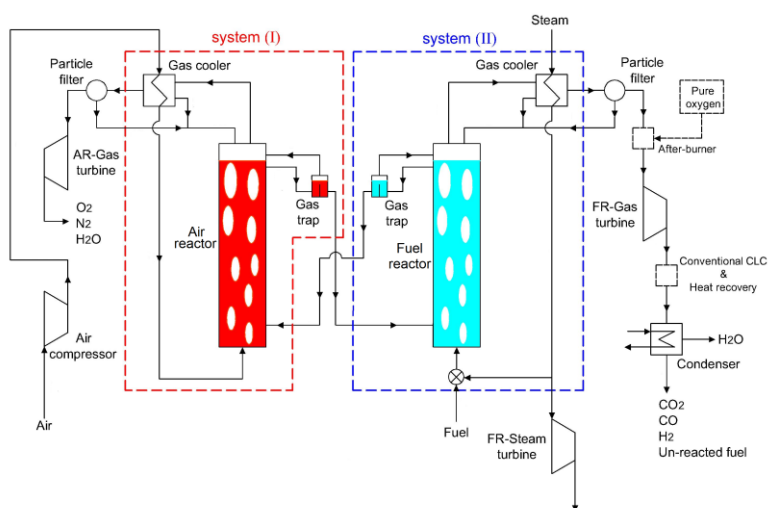 Steam
system (I)
system (II)
Gas cooler
Gas cooler
Particle
filter
Particle
filter
Pure
oxygen
After-burner
AR-Gas
turbine
Gas
trap
Gas
trap
FR-Gas
turbine
O2
N2
H2O
Air
reactor
Fuel
reactor
Conventional CLC
&
Heat recovery
Air
compressor
H2O
Condenser
Air
Fuel
FR-Steam
turbine
CO2
CO
H2
Un-reacted fuel